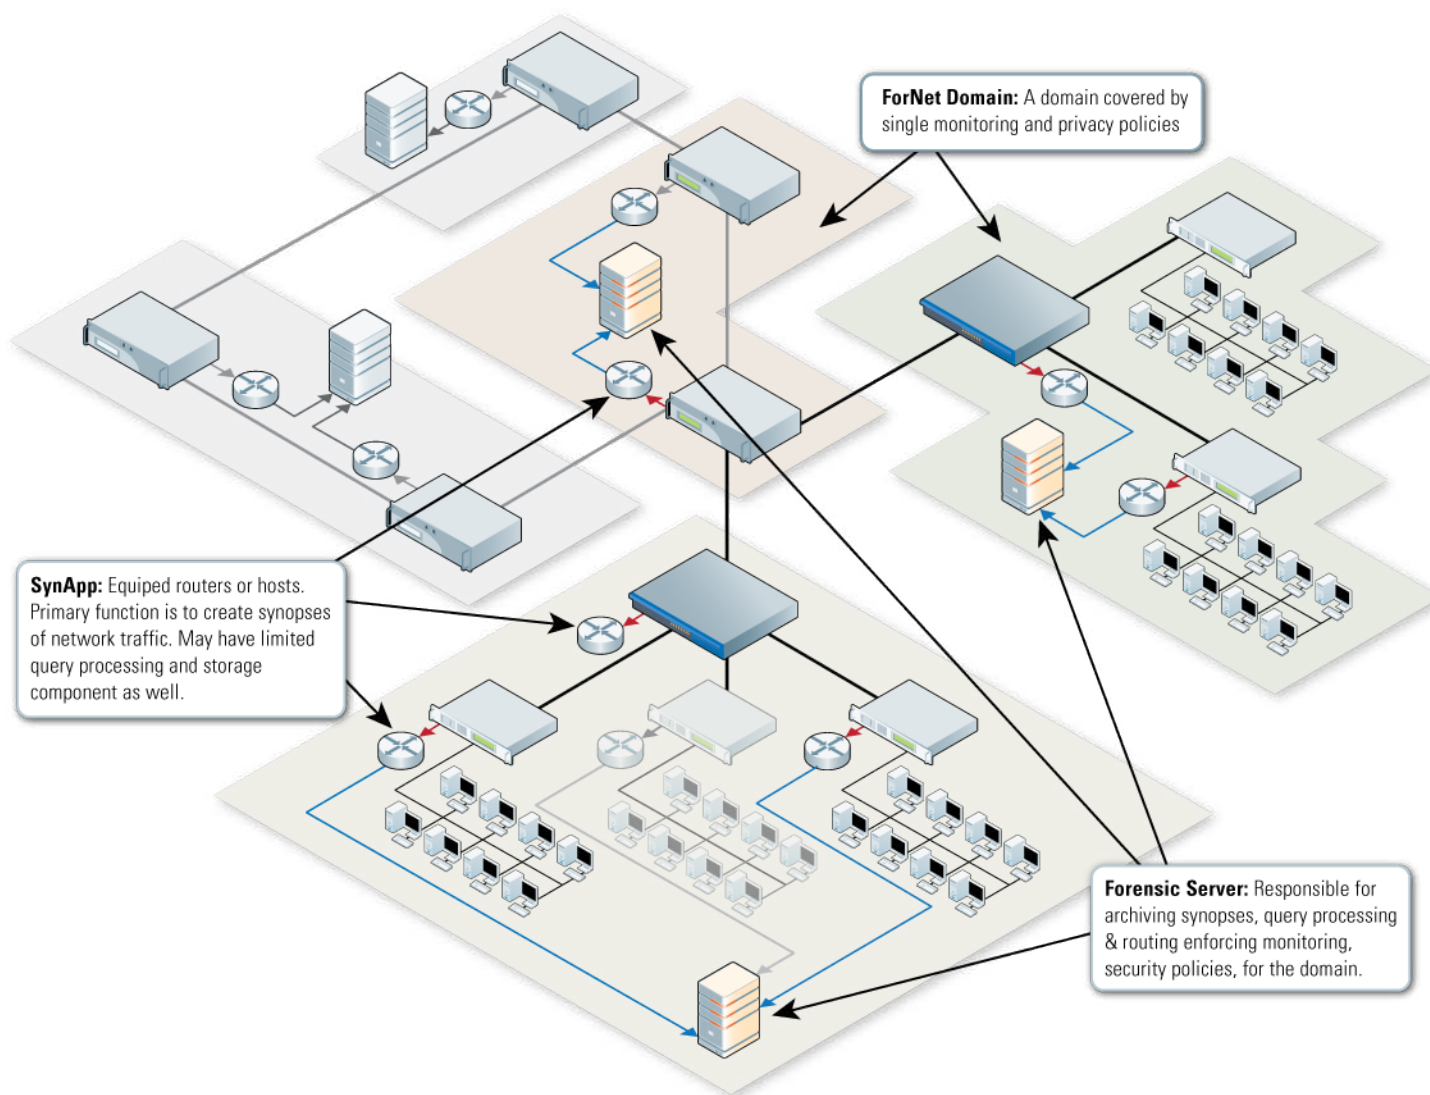 ForNet Domain: A domain covered by
single monitoring and privacy policies
SynApp: Equiped routers or hosts.
Primary function is to create synopses
of network traffic. May have limited
query processing and storage
component as well.
Forensic Server: Responsible for
archiving synopses, query processing
& routing enforcing monitoring,
security policies, for the domain.